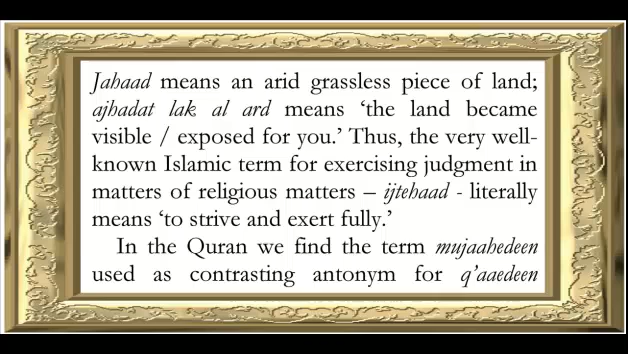 Jahaad means an arid grassless piece of land;
ajhadat lak al ard means ‘the land became
visible / exposed for you.’ Thus, the very well-
known Islamic term for exercising judgment in
matters of religious matters – ijtehaad - literally
means ‘to strive and exert fully.’
In the Quran we find the term mujaahedeen
used as contrasting antonym for q’aaedeen